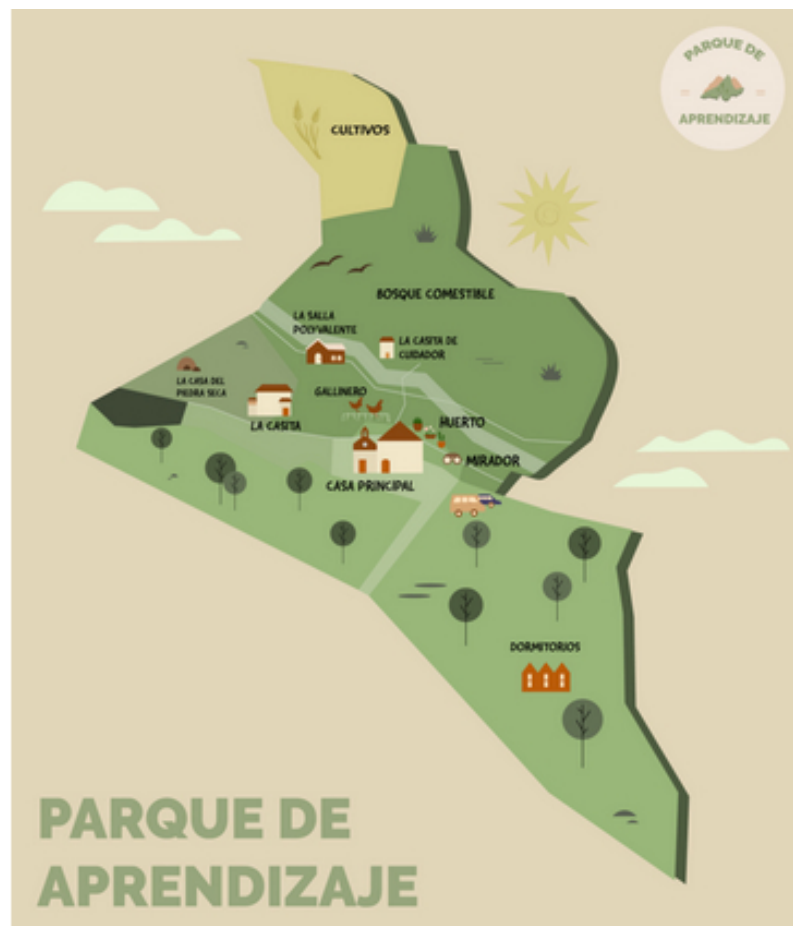 PARQUE DE
APRENDIZAJE
CULTIVOS
BOSQUE COMESTIBLE
LA SALLA
POLYVALENTE
LA CASITA DE
CUIDADOR
LA CASA DEL
PIEDRA SECA
GALLINERO
LA CASITA
HUERTO
MIRADOR
CASA PRINCIPAL
DORMITORIOS
PARQUE DE
APRENDIZAJE